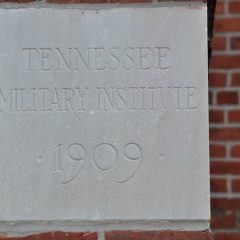 TENNESSEE
MILITARY INSTITUTE
· 1909 ·